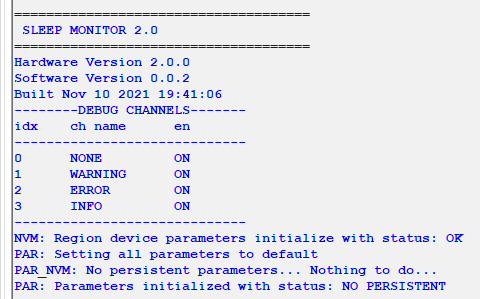 =====================================
 SLEEP MONITOR 2.0
=====================================
Hardware Version 2.0.0
Software Version 0.0.2
Built Nov 10 2021 19:41:06
--------DEBUG CHANNELS-------
idx    ch name      en
-----------------------------
0      NONE         ON
1      WARNING      ON
2      ERROR        ON
3      INFO         ON
-----------------------------
NVM: Region device parameters initialize with status: OK
PAR: Setting all parameters to default
PAR_NVM: No persistent parameters... Nothing to do...
PAR: Parameters initialized with status: NO PERSISTENT